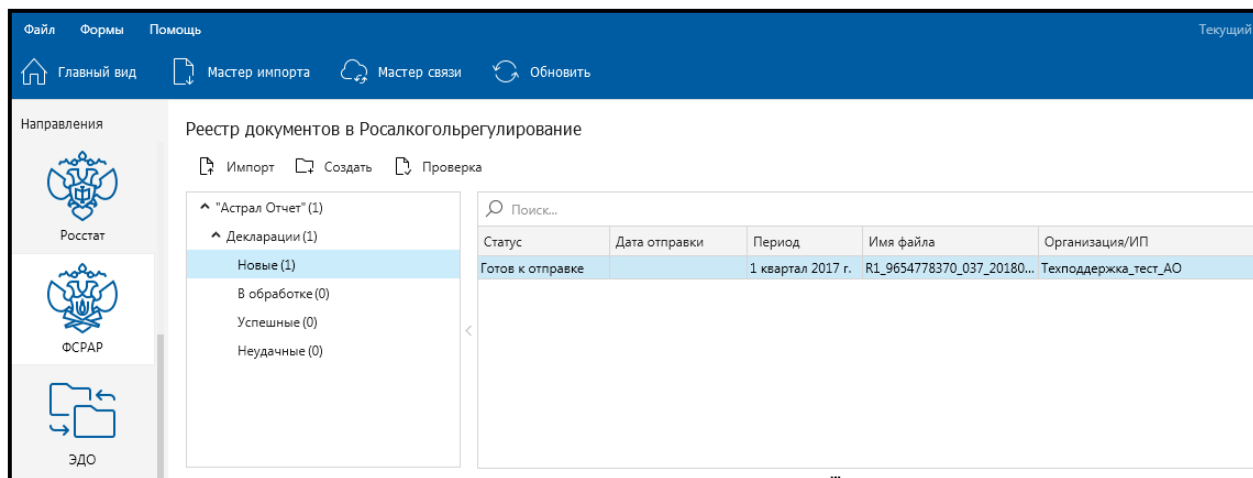 Файл Формы Помощь Текущий
Главный вид Мастер импорта Мастер связи Обновить
Направления
Реестр документов в Росалкогольрегулирование
Импорт Создать Проверка
"Астрал Отчет" (1)
Поиск...
Росстат
Декларации (1)
Статус Дата отправки Период Имя файла Организация/ИП
Новые (1)
Готов к отправке 1 квартал 2017 г. R1_9654778370_037_20180... Техподдержка_тест_АО
В обработке (0)
Успешные (0)
ФСРАР
Неудачные (0)
ЭДО